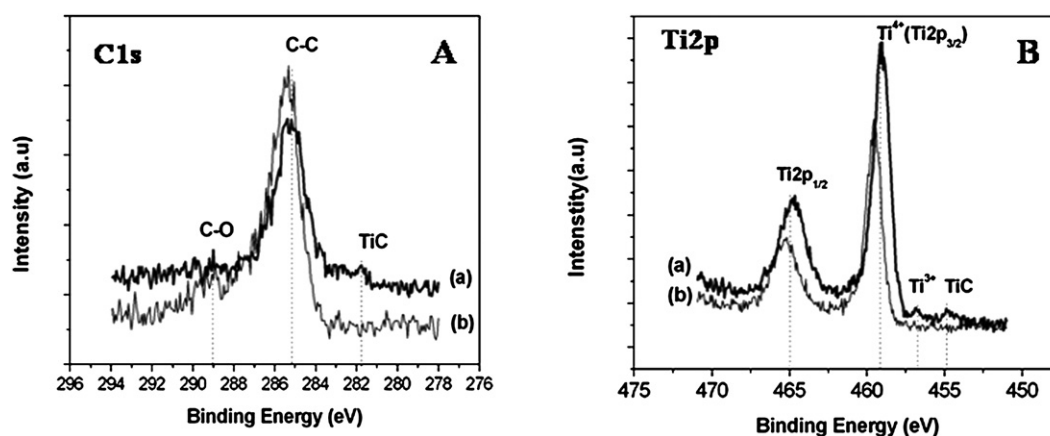 C1s
A
C-C
C-O
TiC
(a)
(b)
Intensity (a.u)
296 294 292 290 288 286 284 282 280 278 276
Binding Energy (eV)
Ti2p
B
Ti⁴⁺(Ti2p₃/₂)
Ti2p₁/₂
(a)
(b)
Ti³⁺
TiC
Intenstity(a.u)
475 470 465 460 455 450
Binding Energy (eV)